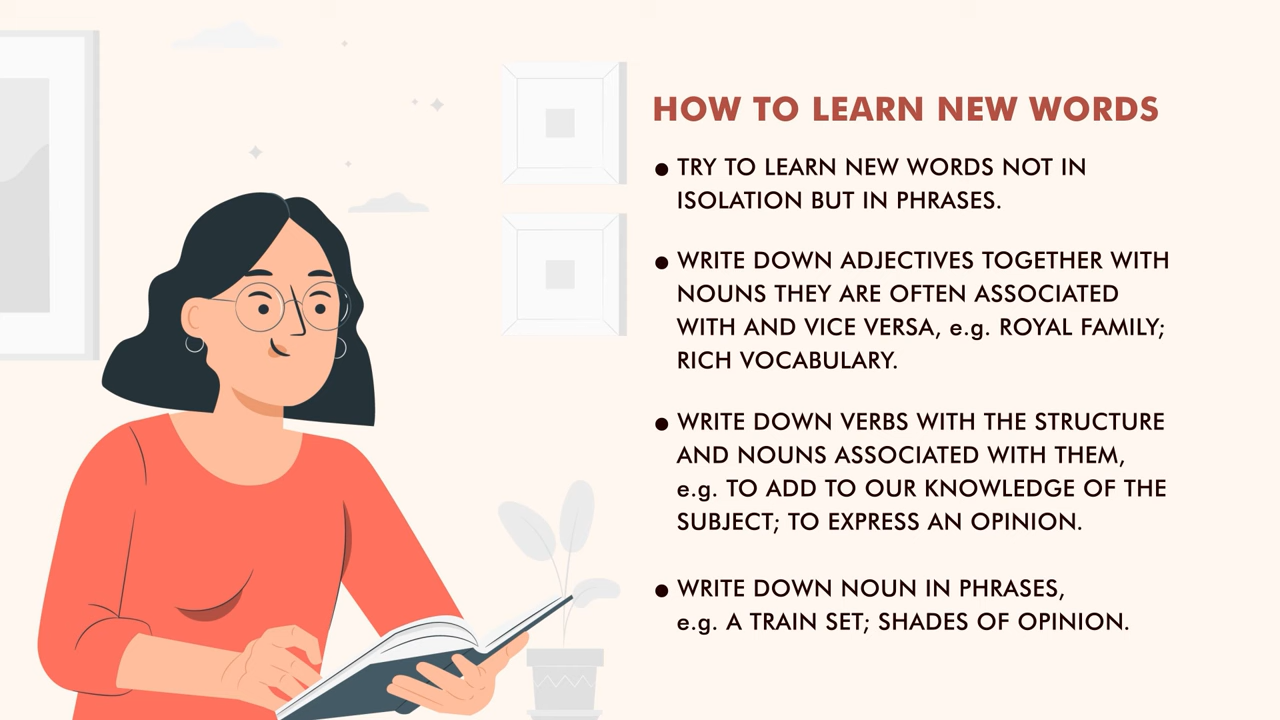 HOW TO LEARN NEW WORDS
● TRY TO LEARN NEW WORDS NOT IN
ISOLATION BUT IN PHRASES.
● WRITE DOWN ADJECTIVES TOGETHER WITH
NOUNS THEY ARE OFTEN ASSOCIATED
WITH AND VICE VERSA, e.g. ROYAL FAMILY;
RICH VOCABULARY.
● WRITE DOWN VERBS WITH THE STRUCTURE
AND NOUNS ASSOCIATED WITH THEM,
e.g. TO ADD TO OUR KNOWLEDGE OF THE
SUBJECT; TO EXPRESS AN OPINION.
● WRITE DOWN NOUN IN PHRASES,
e.g. A TRAIN SET; SHADES OF OPINION.